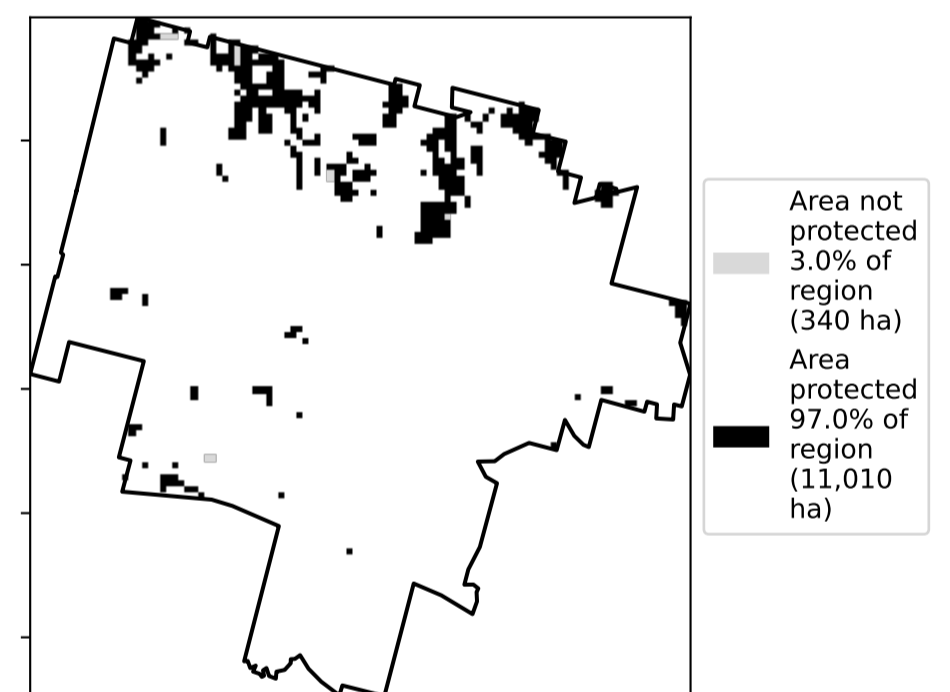 Area not
protected
3.0% of
region
(340 ha)
Area
protected
97.0% of
region
(11,010
ha)